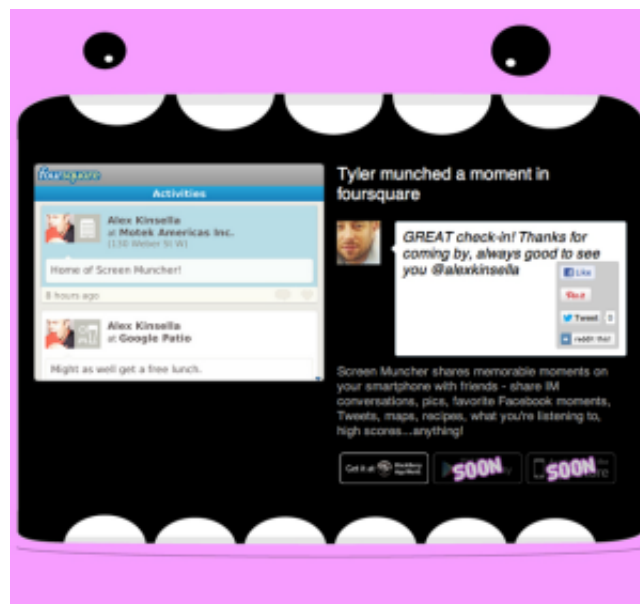 foursquare
Activities
Alex Kinsella
at Motek Americas Inc.
(130 Weber St W)
Home of Screen Muncher!
8 hours ago
Alex Kinsella
at Google Patio
Might as well get a free lunch.
Tyler munched a moment in
foursquare
GREAT check-in! Thanks for
coming by, always good to see
you @alexkinsella
Like
Pin it
Tweet 0
reddit this!
Screen Muncher shares memorable moments on
your smartphone with friends - share IM
conversations, pics, favorite Facebook moments,
Tweets, maps, recipes, what you're listening to,
high scores...anything!
Get it at BlackBerry
App World
SOON
SOON